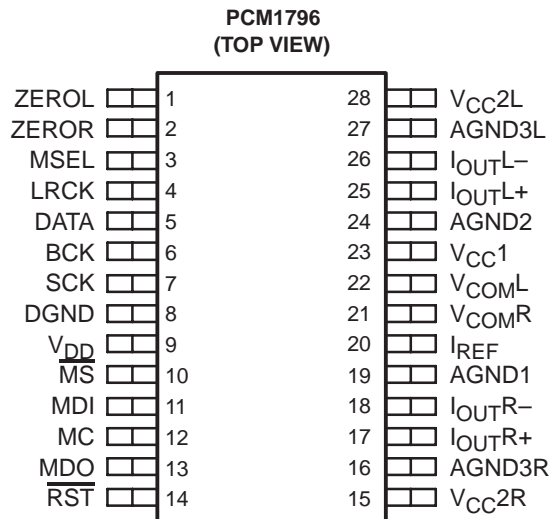 PCM1796
(TOP VIEW)
ZEROL 1 28 VCC2L
ZEROR 2 27 AGND3L
MSEL 3 26 IOUTL–
LRCK 4 25 IOUTL+
DATA 5 24 AGND2
BCK 6 23 VCC1
SCK 7 22 VCOML
DGND 8 21 VCOMR
VDD 9 20 IREF
M̅S̅ 10 19 AGND1
MDI 11 18 IOUTR–
MC 12 17 IOUTR+
MDO 13 16 AGND3R
R̅S̅T̅ 14 15 VCC2R